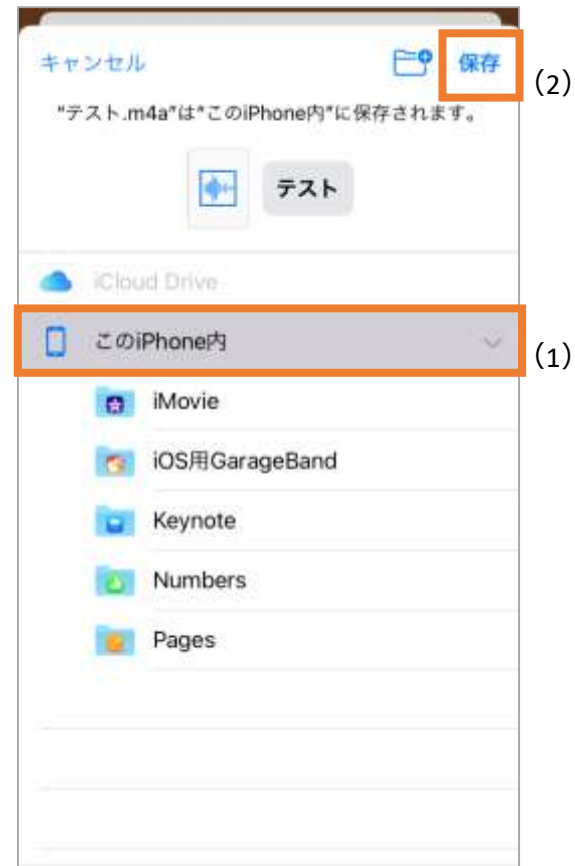 キャンセル 保存 (2)
"テスト.m4a"は"このiPhone内"に保存されます。
テスト
iCloud Drive
このiPhone内 (1)
iMovie
iOS用GarageBand
Keynote
Numbers
Pages